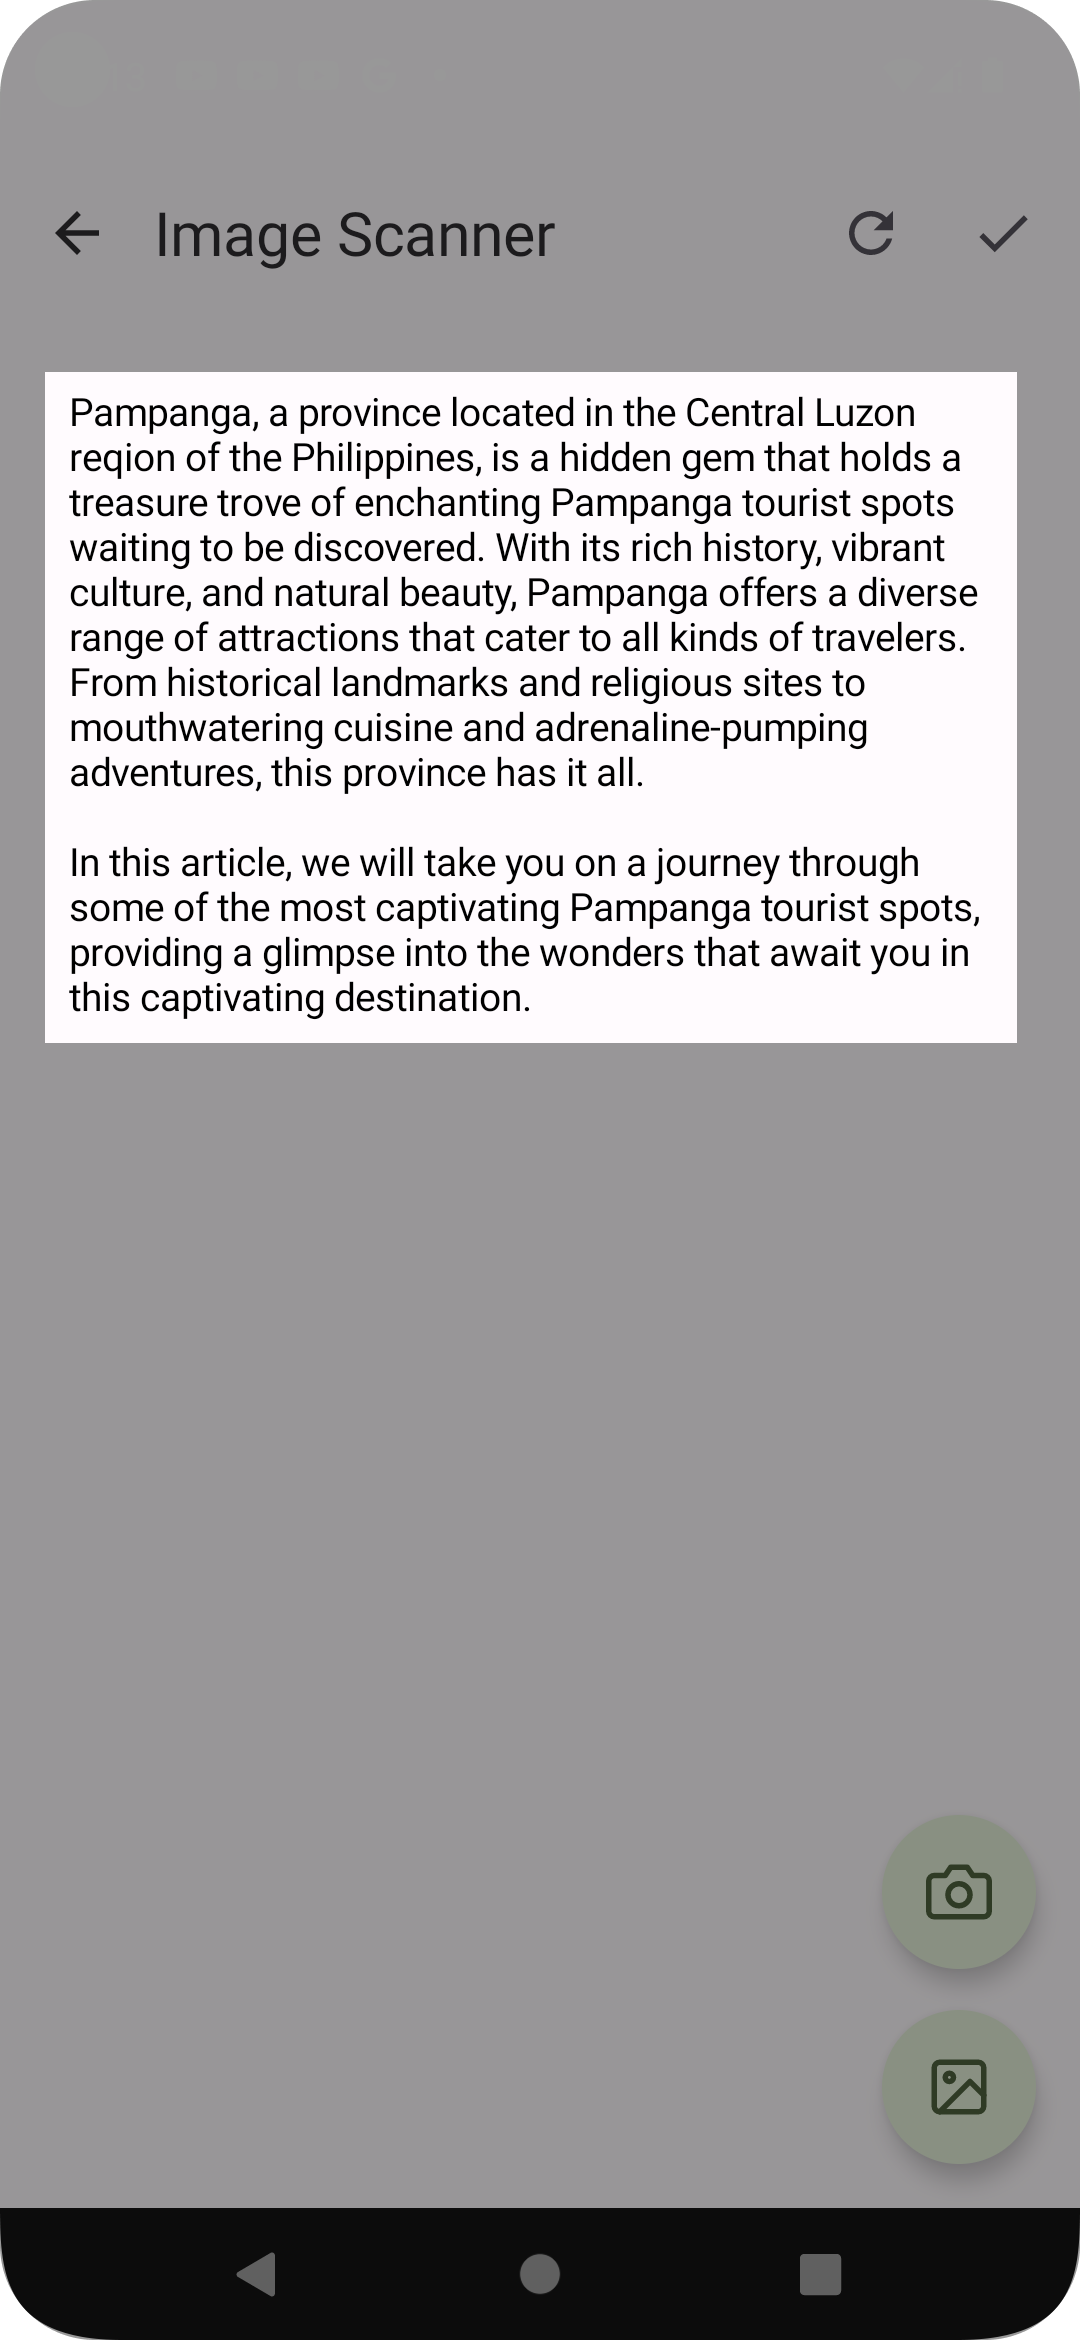 Image Scanner
Pampanga, a province located in the Central Luzon
reqion of the Philippines, is a hidden gem that holds a
treasure trove of enchanting Pampanga tourist spots
waiting to be discovered. With its rich history, vibrant
culture, and natural beauty, Pampanga offers a diverse
range of attractions that cater to all kinds of travelers.
From historical landmarks and religious sites to
mouthwatering cuisine and adrenaline-pumping
adventures, this province has it all.
In this article, we will take you on a journey through
some of the most captivating Pampanga tourist spots,
providing a glimpse into the wonders that await you in
this captivating destination.